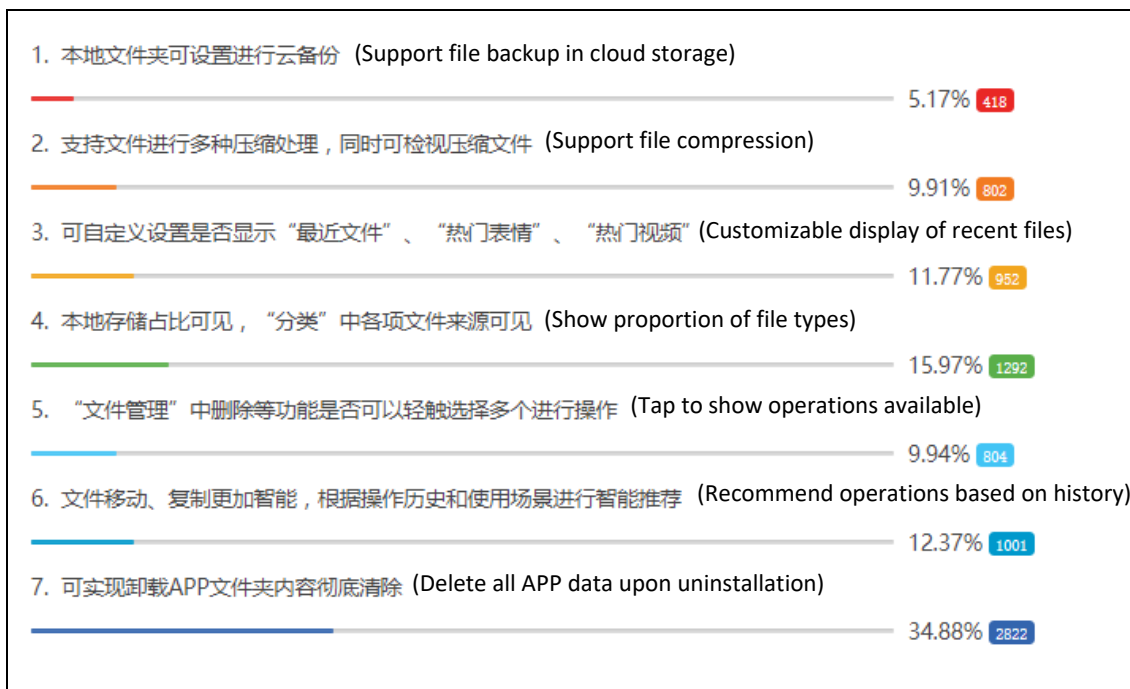 1. 本地文件夹可设置进行云备份 (Support file backup in cloud storage)
5.17% 418
2. 支持文件进行多种压缩处理，同时可检视压缩文件 (Support file compression)
9.91% 802
3. 可自定义设置是否显示“最近文件”、“热门表情”、“热门视频” (Customizable display of recent files)
11.77% 952
4. 本地存储占比可见，“分类”中各项文件来源可见 (Show proportion of file types)
15.97% 1292
5. “文件管理”中删除等功能是否可以轻触选择多个进行操作 (Tap to show operations available)
9.94% 804
6. 文件移动、复制更加智能，根据操作历史和使用场景进行智能推荐 (Recommend operations based on history)
12.37% 1001
7. 可实现卸载APP文件夹内容彻底清除 (Delete all APP data upon uninstallation)
34.88% 2822